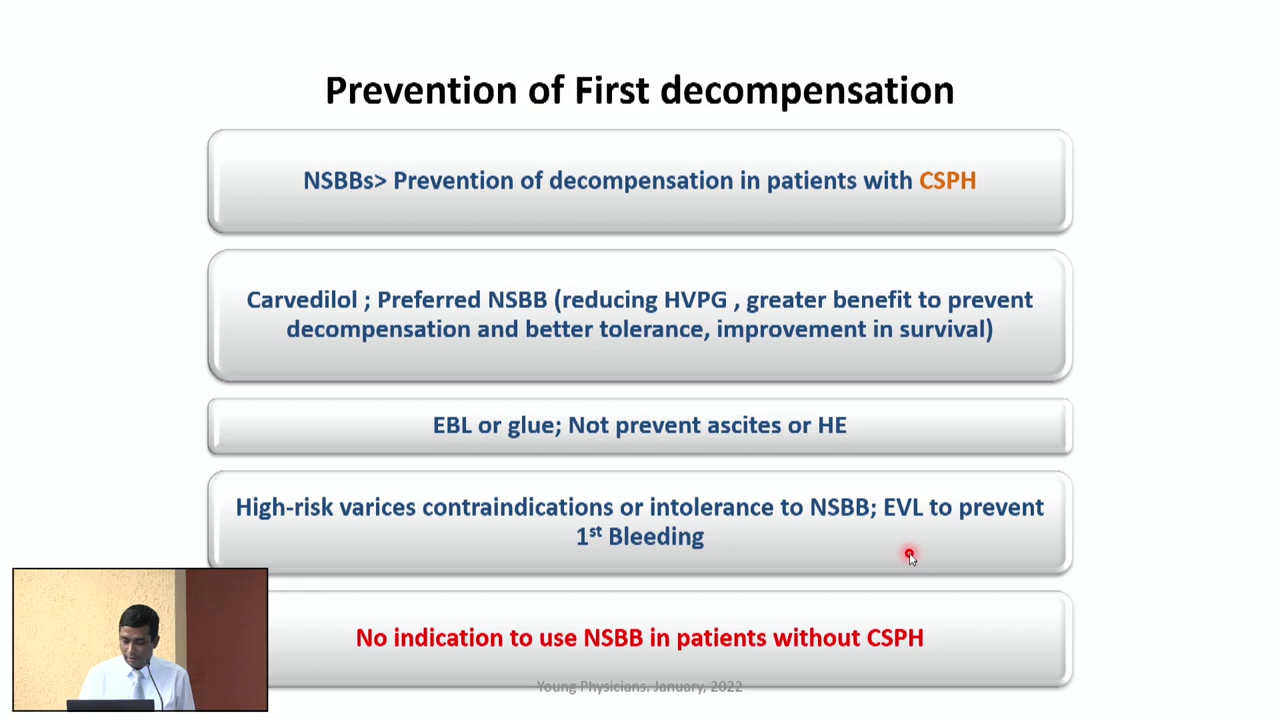 Prevention of First decompensation
NSBBs> Prevention of decompensation in patients with CSPH
Carvedilol ; Preferred NSBB (reducing HVPG , greater benefit to prevent
decompensation and better tolerance, improvement in survival)
EBL or glue; Not prevent ascites or HE
High-risk varices contraindications or intolerance to NSBB; EVL to prevent
1st Bleeding
No indication to use NSBB in patients without CSPH
Young Physicians. January, 2022